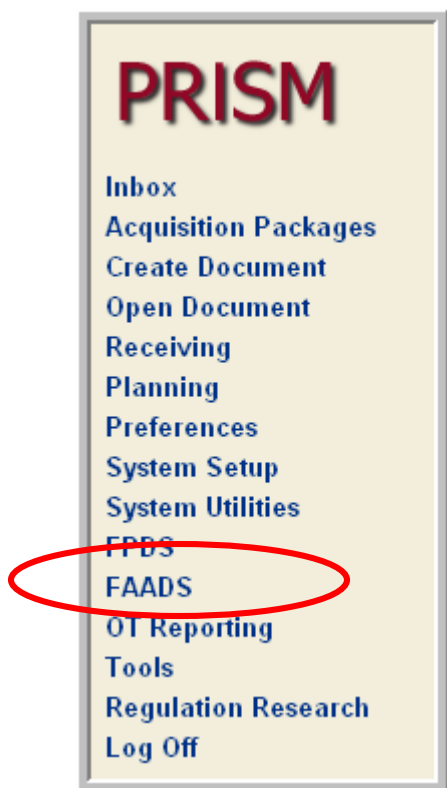 PRISM
Inbox
Acquisition Packages
Create Document
Open Document
Receiving
Planning
Preferences
System Setup
System Utilities
FPDS
FAADS
OT Reporting
Tools
Regulation Research
Log Off